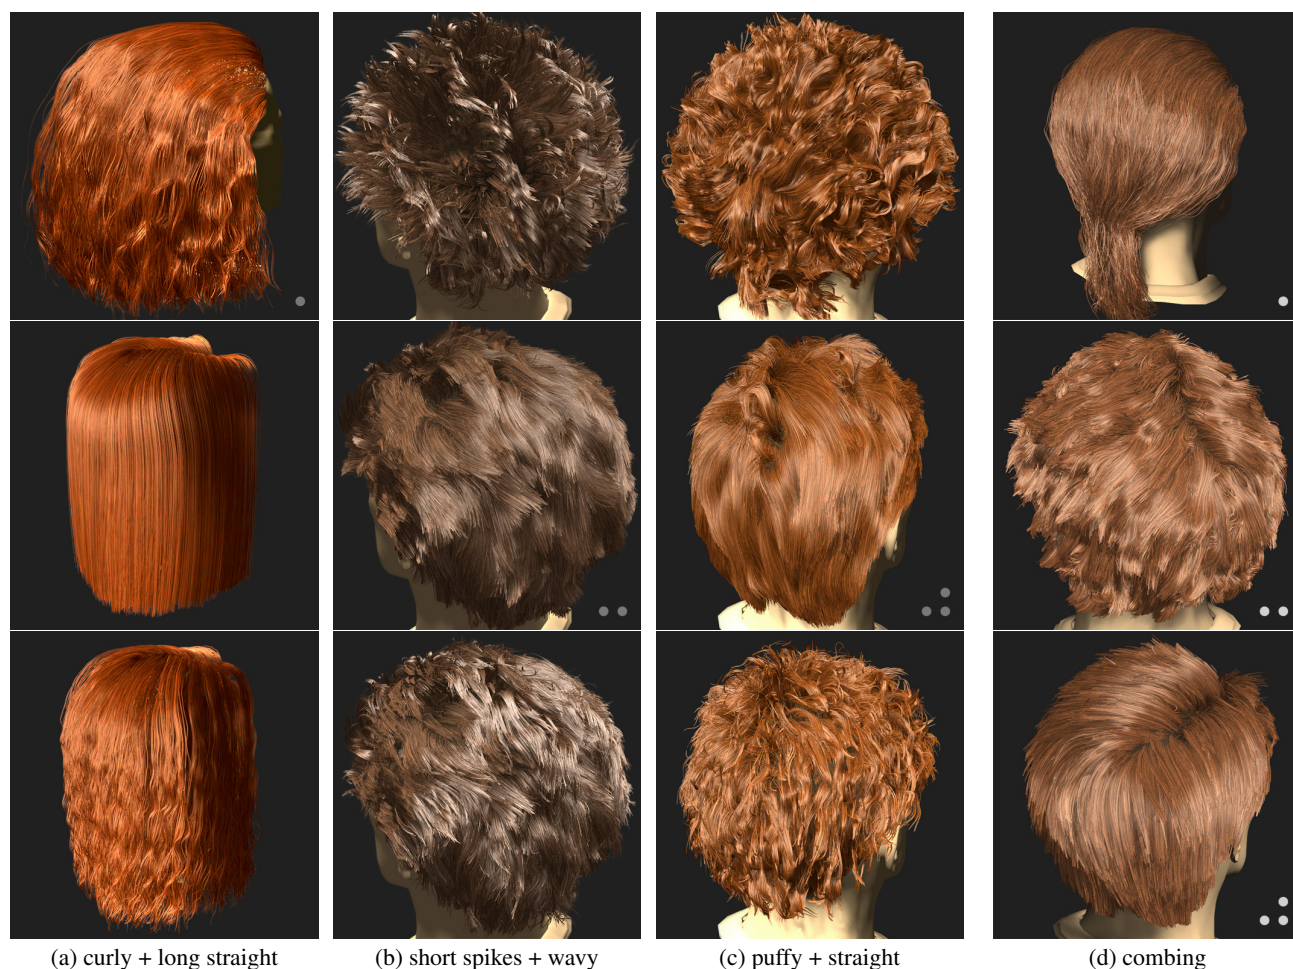 (a) curly + long straight
(b) short spikes + wavy
(c) puffy + straight
(d) combing